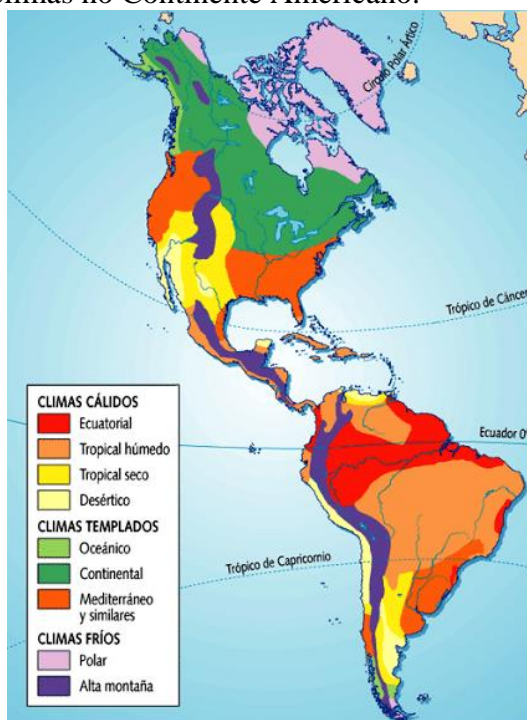 climas no Continente Americano.
Círculo Polar Ártico
Trópico de Cáncer
Ecuador 0°
Trópico de Capricornio
CLIMAS CÁLIDOS
Ecuatorial
Tropical húmedo
Tropical seco
Desértico
CLIMAS TEMPLADOS
Oceánico
Continental
Mediterráneo
y similares
CLIMAS FRÍOS
Polar
Alta montaña